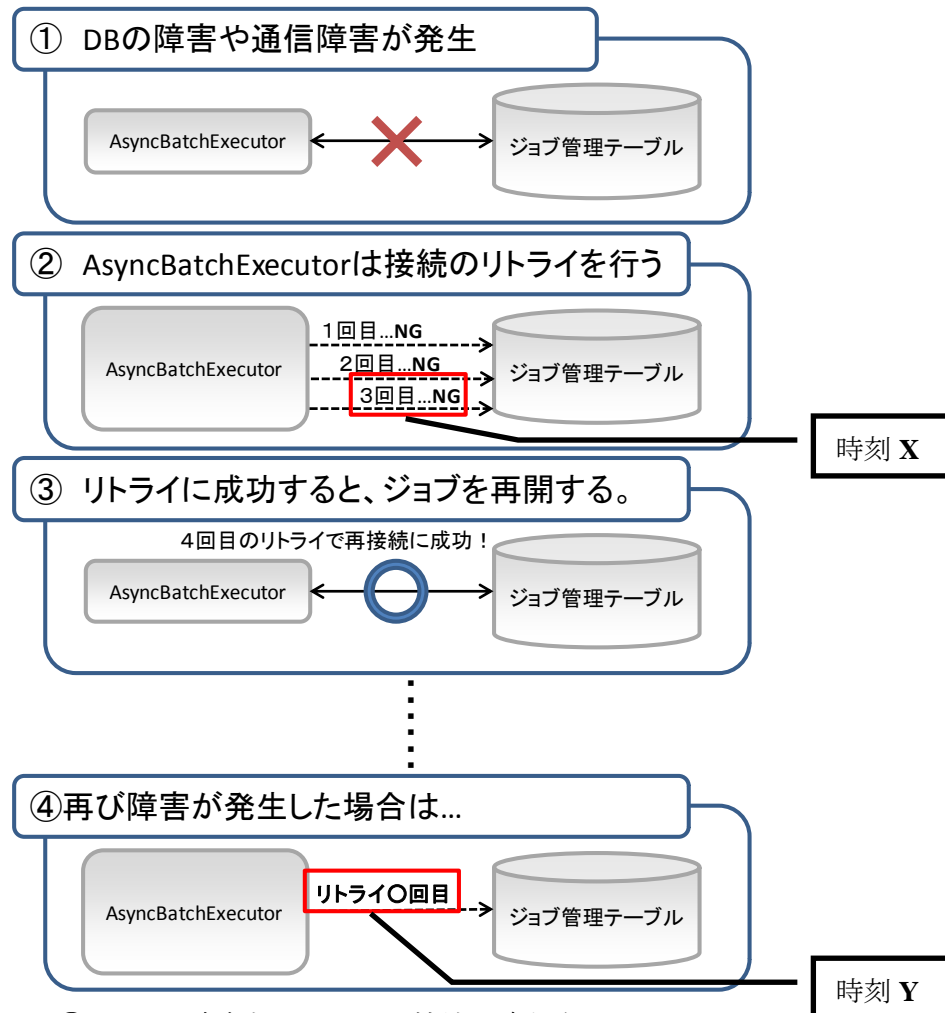 ① DBの障害や通信障害が発生
AsyncBatchExecutor
ジョブ管理テーブル
② AsyncBatchExecutorは接続のリトライを行う
1回目...NG
2回目...NG
3回目...NG
AsyncBatchExecutor
ジョブ管理テーブル
時刻 X
③ リトライに成功すると、ジョブを再開する。
4回目のリトライで再接続に成功!
AsyncBatchExecutor
ジョブ管理テーブル
④再び障害が発生した場合は...
リトライ〇回目
AsyncBatchExecutor
ジョブ管理テーブル
時刻 Y